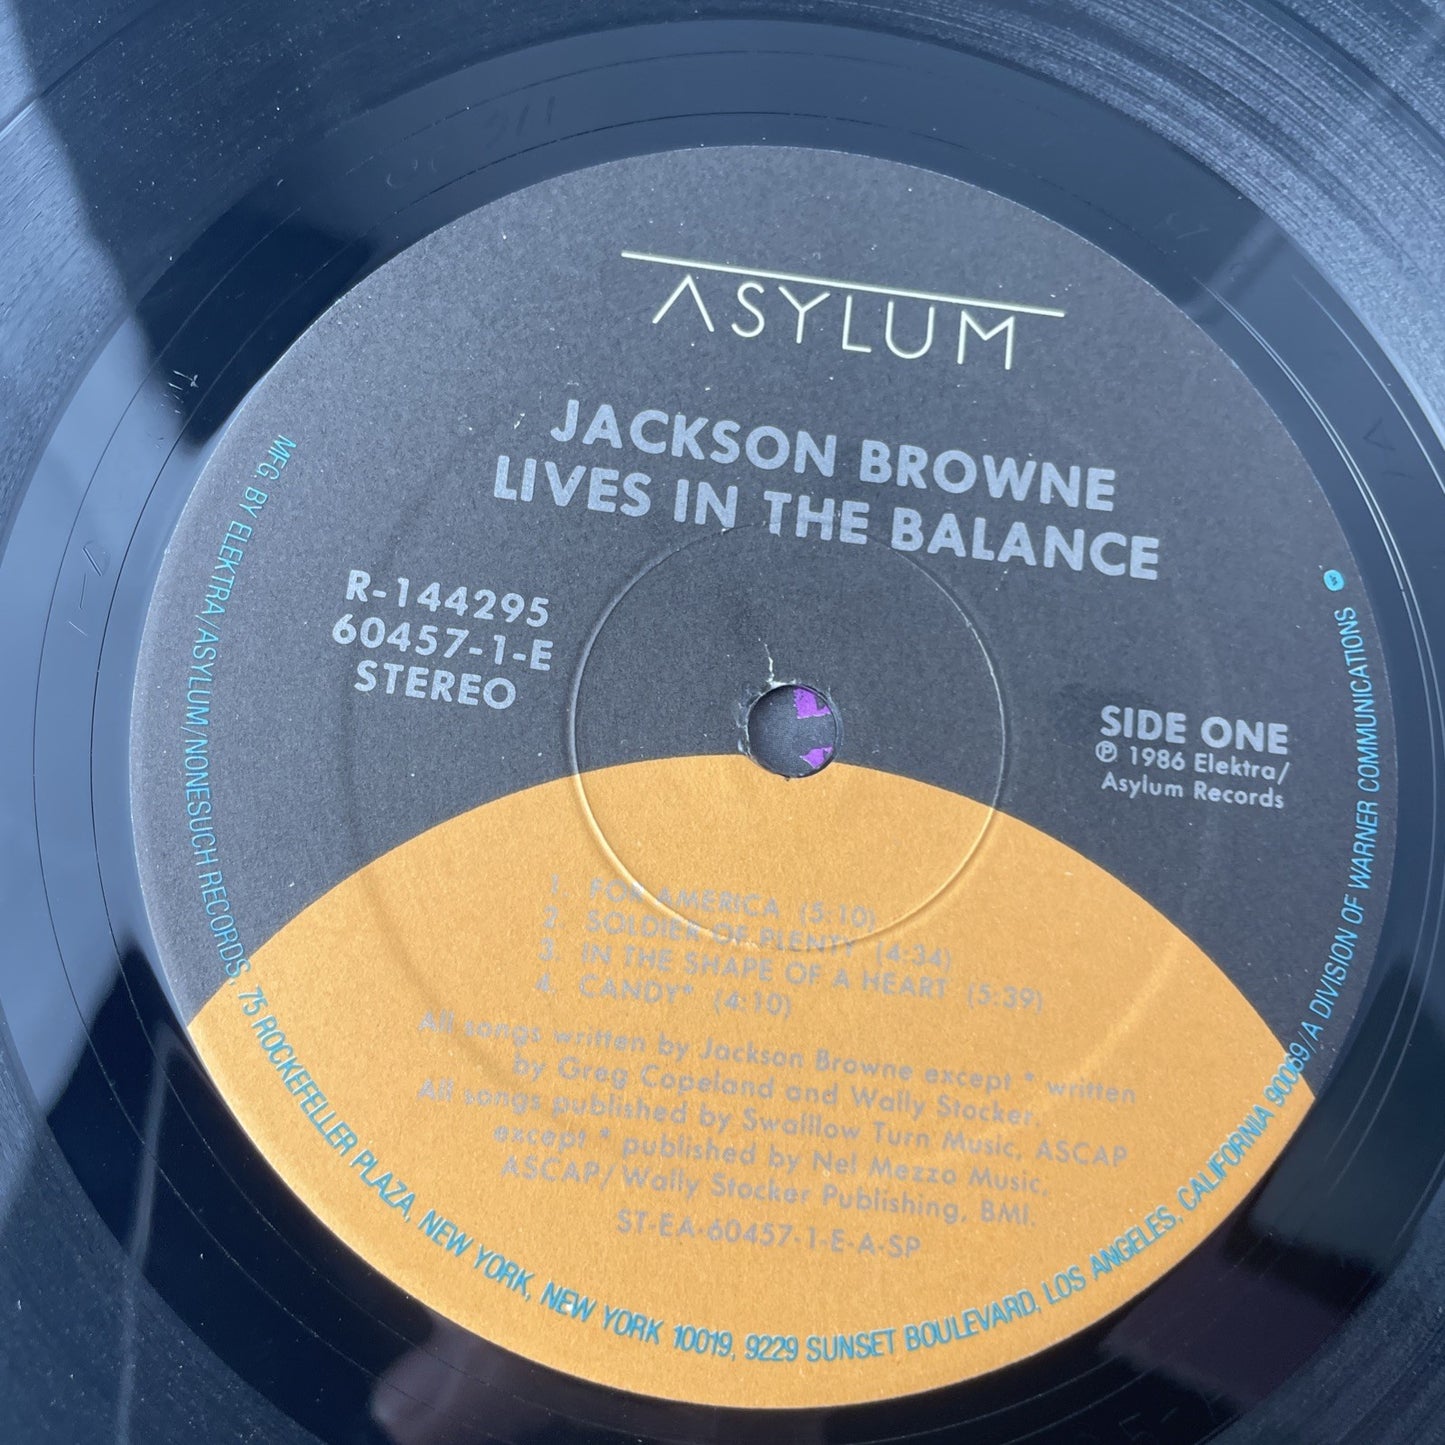 ASYLUM
JACKSON BROWNE
LIVES IN THE BALANCE
R-144295
60457-1-E
STEREO
SIDE ONE
℗ 1986 Elektra/
Asylum Records
1. FOR AMERICA (5:10)
2. SOLDIER OF PLENTY (4:34)
3. IN THE SHAPE OF A HEART (5:39)
4. CANDY* (4:10)
All songs written by Jackson Browne except * written
by Greg Copeland and Wally Stocker.
All songs published by Swalllow Turn Music, ASCAP
except * published by Nel Mezzo Music,
ASCAP/Wally Stocker Publishing, BMI.
ST-EA-60457-1-E-A-SP
MFG. BY ELEKTRA/ASYLUM/NONESUCH RECORDS, 75 ROCKEFELLER PLAZA, NEW YORK, NEW YORK 10019, 9229 SUNSET BOULEVARD, LOS ANGELES, CALIFORNIA 90069/A DIVISION OF WARNER COMMUNICATIONS